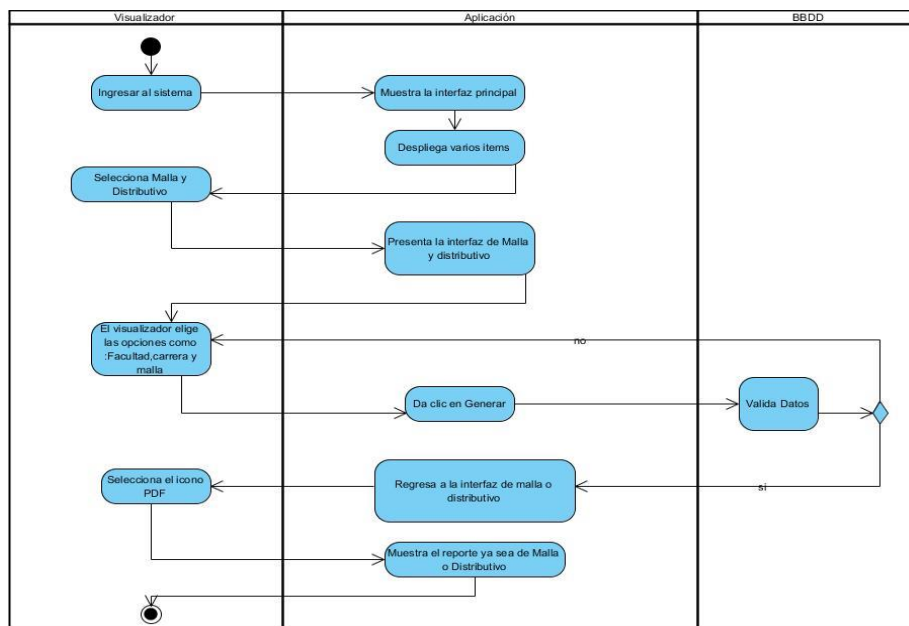 Visualizador
Aplicación
BBDD
Ingresar al sistema
Muestra la interfaz principal
Despliega varios items
Selecciona Malla y
Distributivo
Presenta la interfaz de Malla
y distributivo
El visualizador elige
las opciones como
:Facultad,carrera y
malla
no
Da clic en Generar
Valida Datos
Selecciona el icono
PDF
Regresa a la interfaz de malla o
distributivo
si
Muestra el reporte ya sea de Malla
o Distributivo